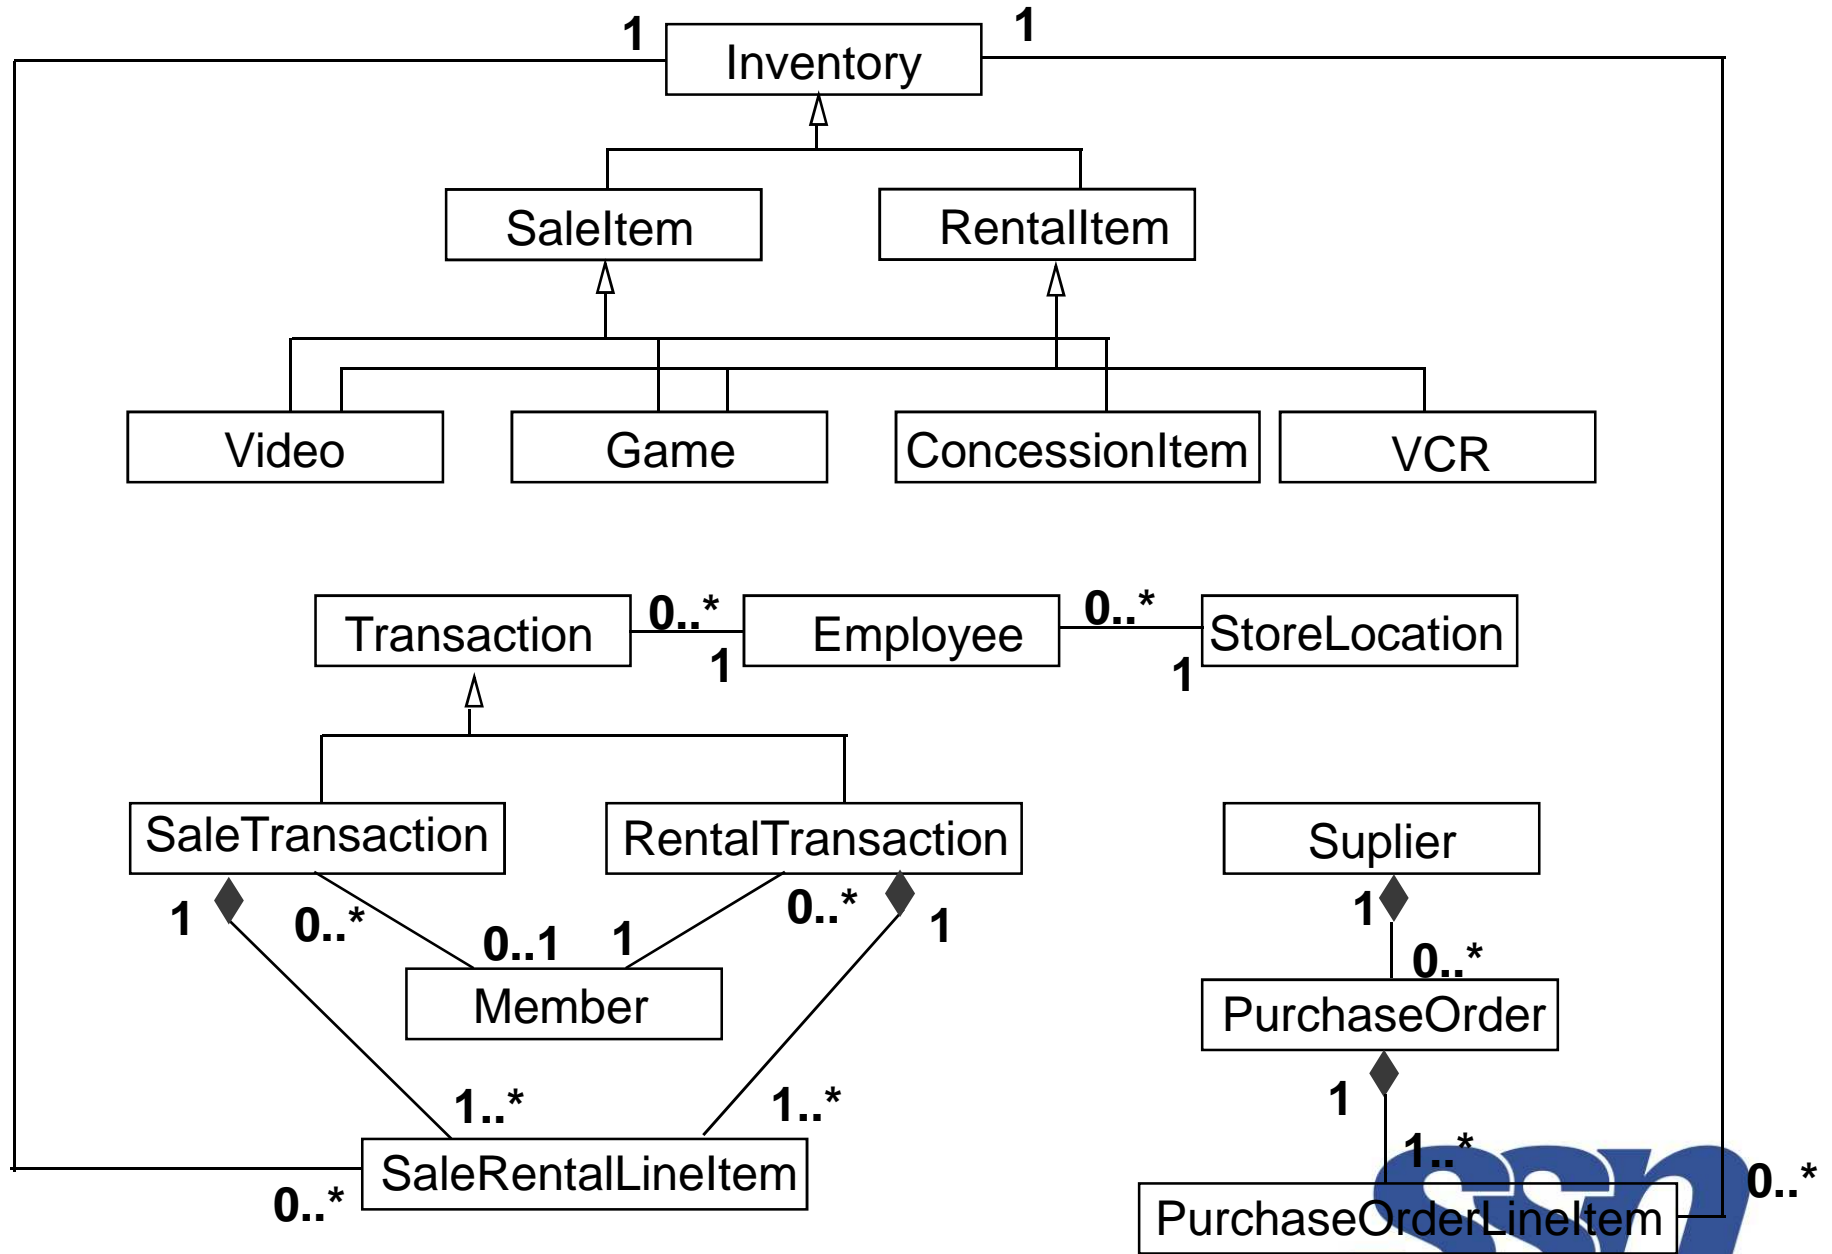 1
1
Inventory
SaleItem
RentalItem
Video
Game
ConcessionItem
VCR
Transaction
0..*
1
Employee
0..*
1
StoreLocation
SaleTransaction
RentalTransaction
Suplier
1
0..*
0..1
1
0..*
1
1
0..*
Member
PurchaseOrder
1
1..*
1..*
1..*
SaleRentalLineItem
0..*
PurchaseOrderLineItem
0..*
ssn